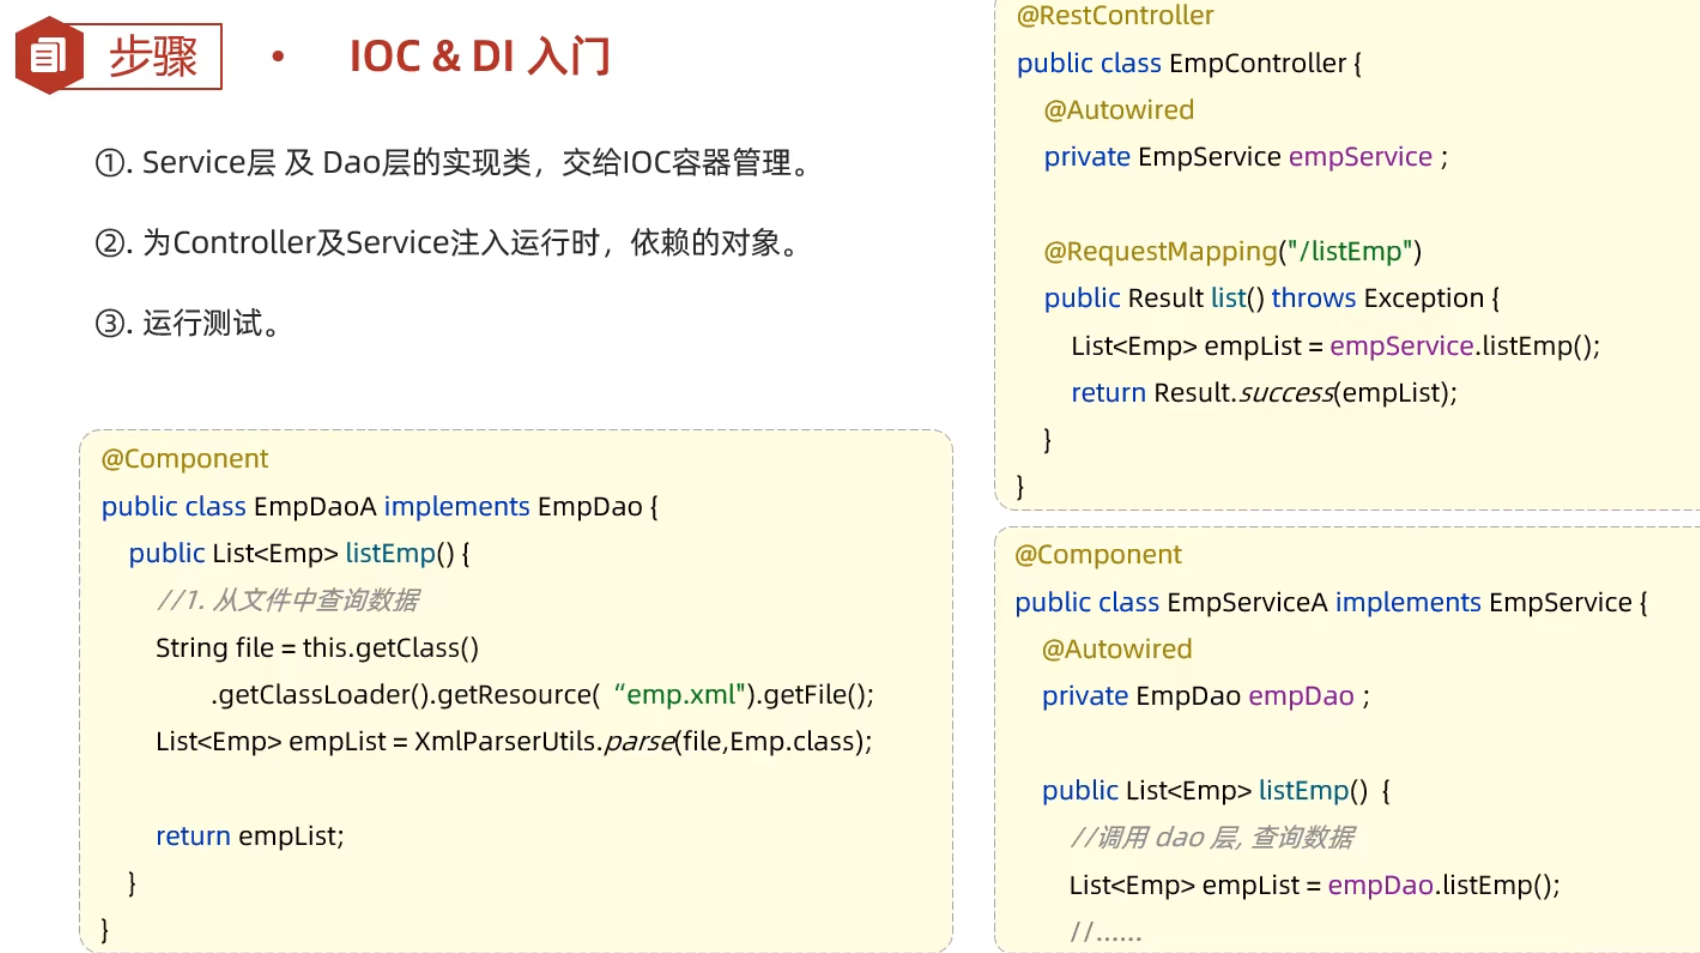 步骤
• IOC & DI 入门
①. Service层 及 Dao层的实现类，交给IOC容器管理。
②. 为Controller及Service注入运行时，依赖的对象。
③. 运行测试。
@Component
public class EmpDaoA implements EmpDao {
public List<Emp> listEmp() {
//1. 从文件中查询数据
String file = this.getClass()
.getClassLoader().getResource( “emp.xml").getFile();
List<Emp> empList = XmlParserUtils.parse(file,Emp.class);
return empList;
}
}
@RestController
public class EmpController {
@Autowired
private EmpService empService ;
@RequestMapping("/listEmp")
public Result list() throws Exception {
List<Emp> empList = empService.listEmp();
return Result.success(empList);
}
}
@Component
public class EmpServiceA implements EmpService {
@Autowired
private EmpDao empDao ;
public List<Emp> listEmp() {
//调用 dao 层, 查询数据
List<Emp> empList = empDao.listEmp();
//......